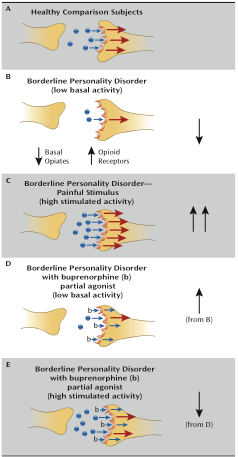 A
Healthy Comparison Subjects
B
Borderline Personality Disorder
(low basal activity)
Basal
Opiates
Opioid
Receptors
C
Borderline Personality Disorder—
Painful Stimulus
(high stimulated activity)
D
Borderline Personality Disorder
with buprenorphine (b)
partial agonist
(low basal activity)
b
b
b
(from B)
E
Borderline Personality Disorder
with buprenorphine (b)
partial agonist
(high stimulated activity)
b
b
b
(from D)